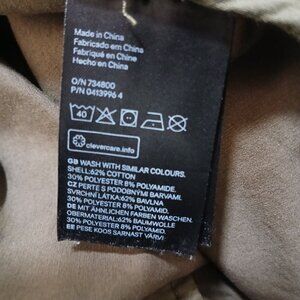 Made in China
Fabricado em China
Fabriqué en Chine
Hecho en China
O/N 734800
P/N 0413996 4
40
clevercare.info
GB WASH WITH SIMILAR COLOURS.
SHELL:62% COTTON
30% POLYESTER 8% POLYAMIDE.
CZ PERTE S PODOBNÝMI BARVAMI.
SVRCHNÍ LÁTKA:62% BAVLNA
30% POLYESTER 8% POLYAMID.
DE MIT ÄHNLICHEN FARBEN WASCHEN.
OBERMATERIAL:62% BAUMWOLLE
30% POLYESTER 8% POLYAMID.
EE PESE KOOS SARNAST VÄRVI